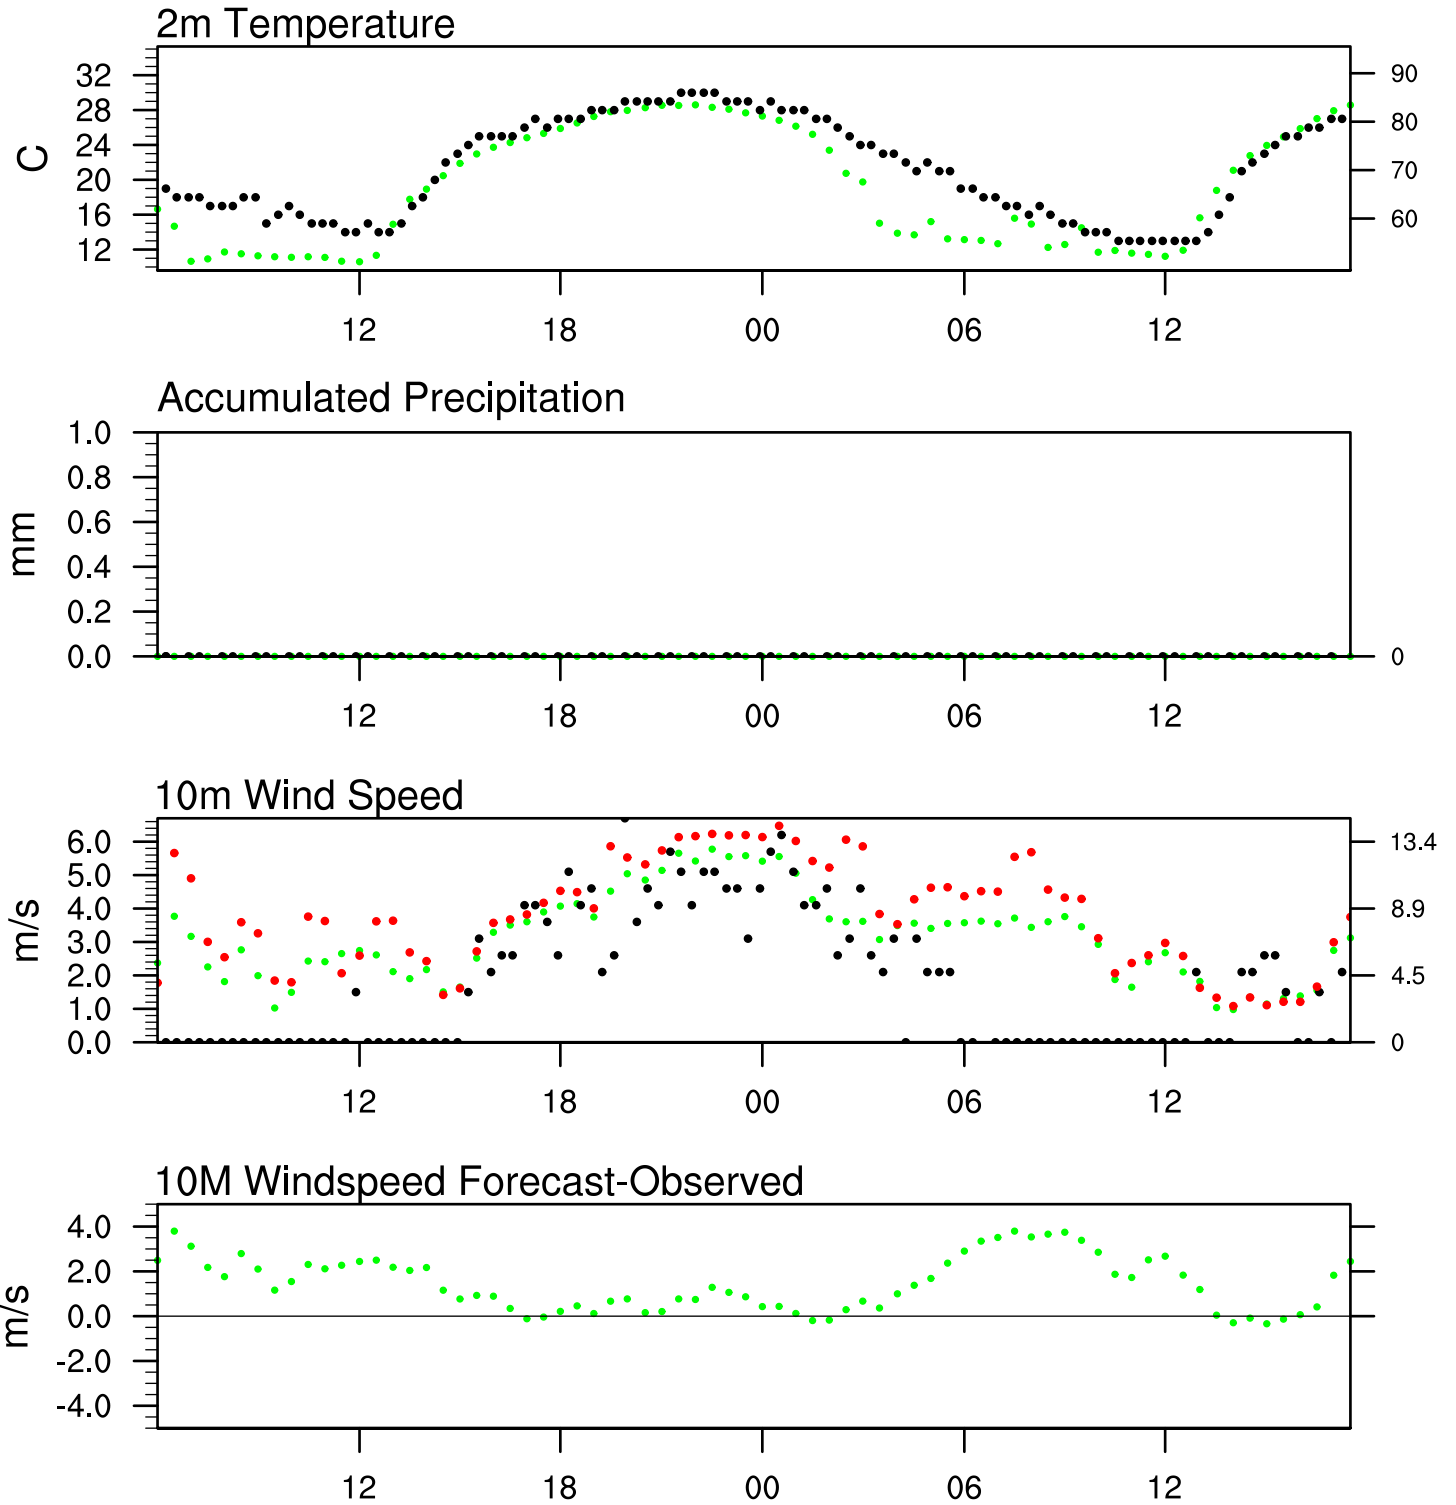 2m Temperature
32
28
24
20
16
12
C
90
80
70
60
12 18 00 06 12
Accumulated Precipitation
1.0
0.8
0.6
0.4
0.2
0.0
mm
0
12 18 00 06 12
10m Wind Speed
6.0
5.0
4.0
3.0
2.0
1.0
0.0
m/s
13.4
8.9
4.5
0
12 18 00 06 12
10M Windspeed Forecast-Observed
4.0
2.0
0.0
-2.0
-4.0
m/s
12 18 00 06 12